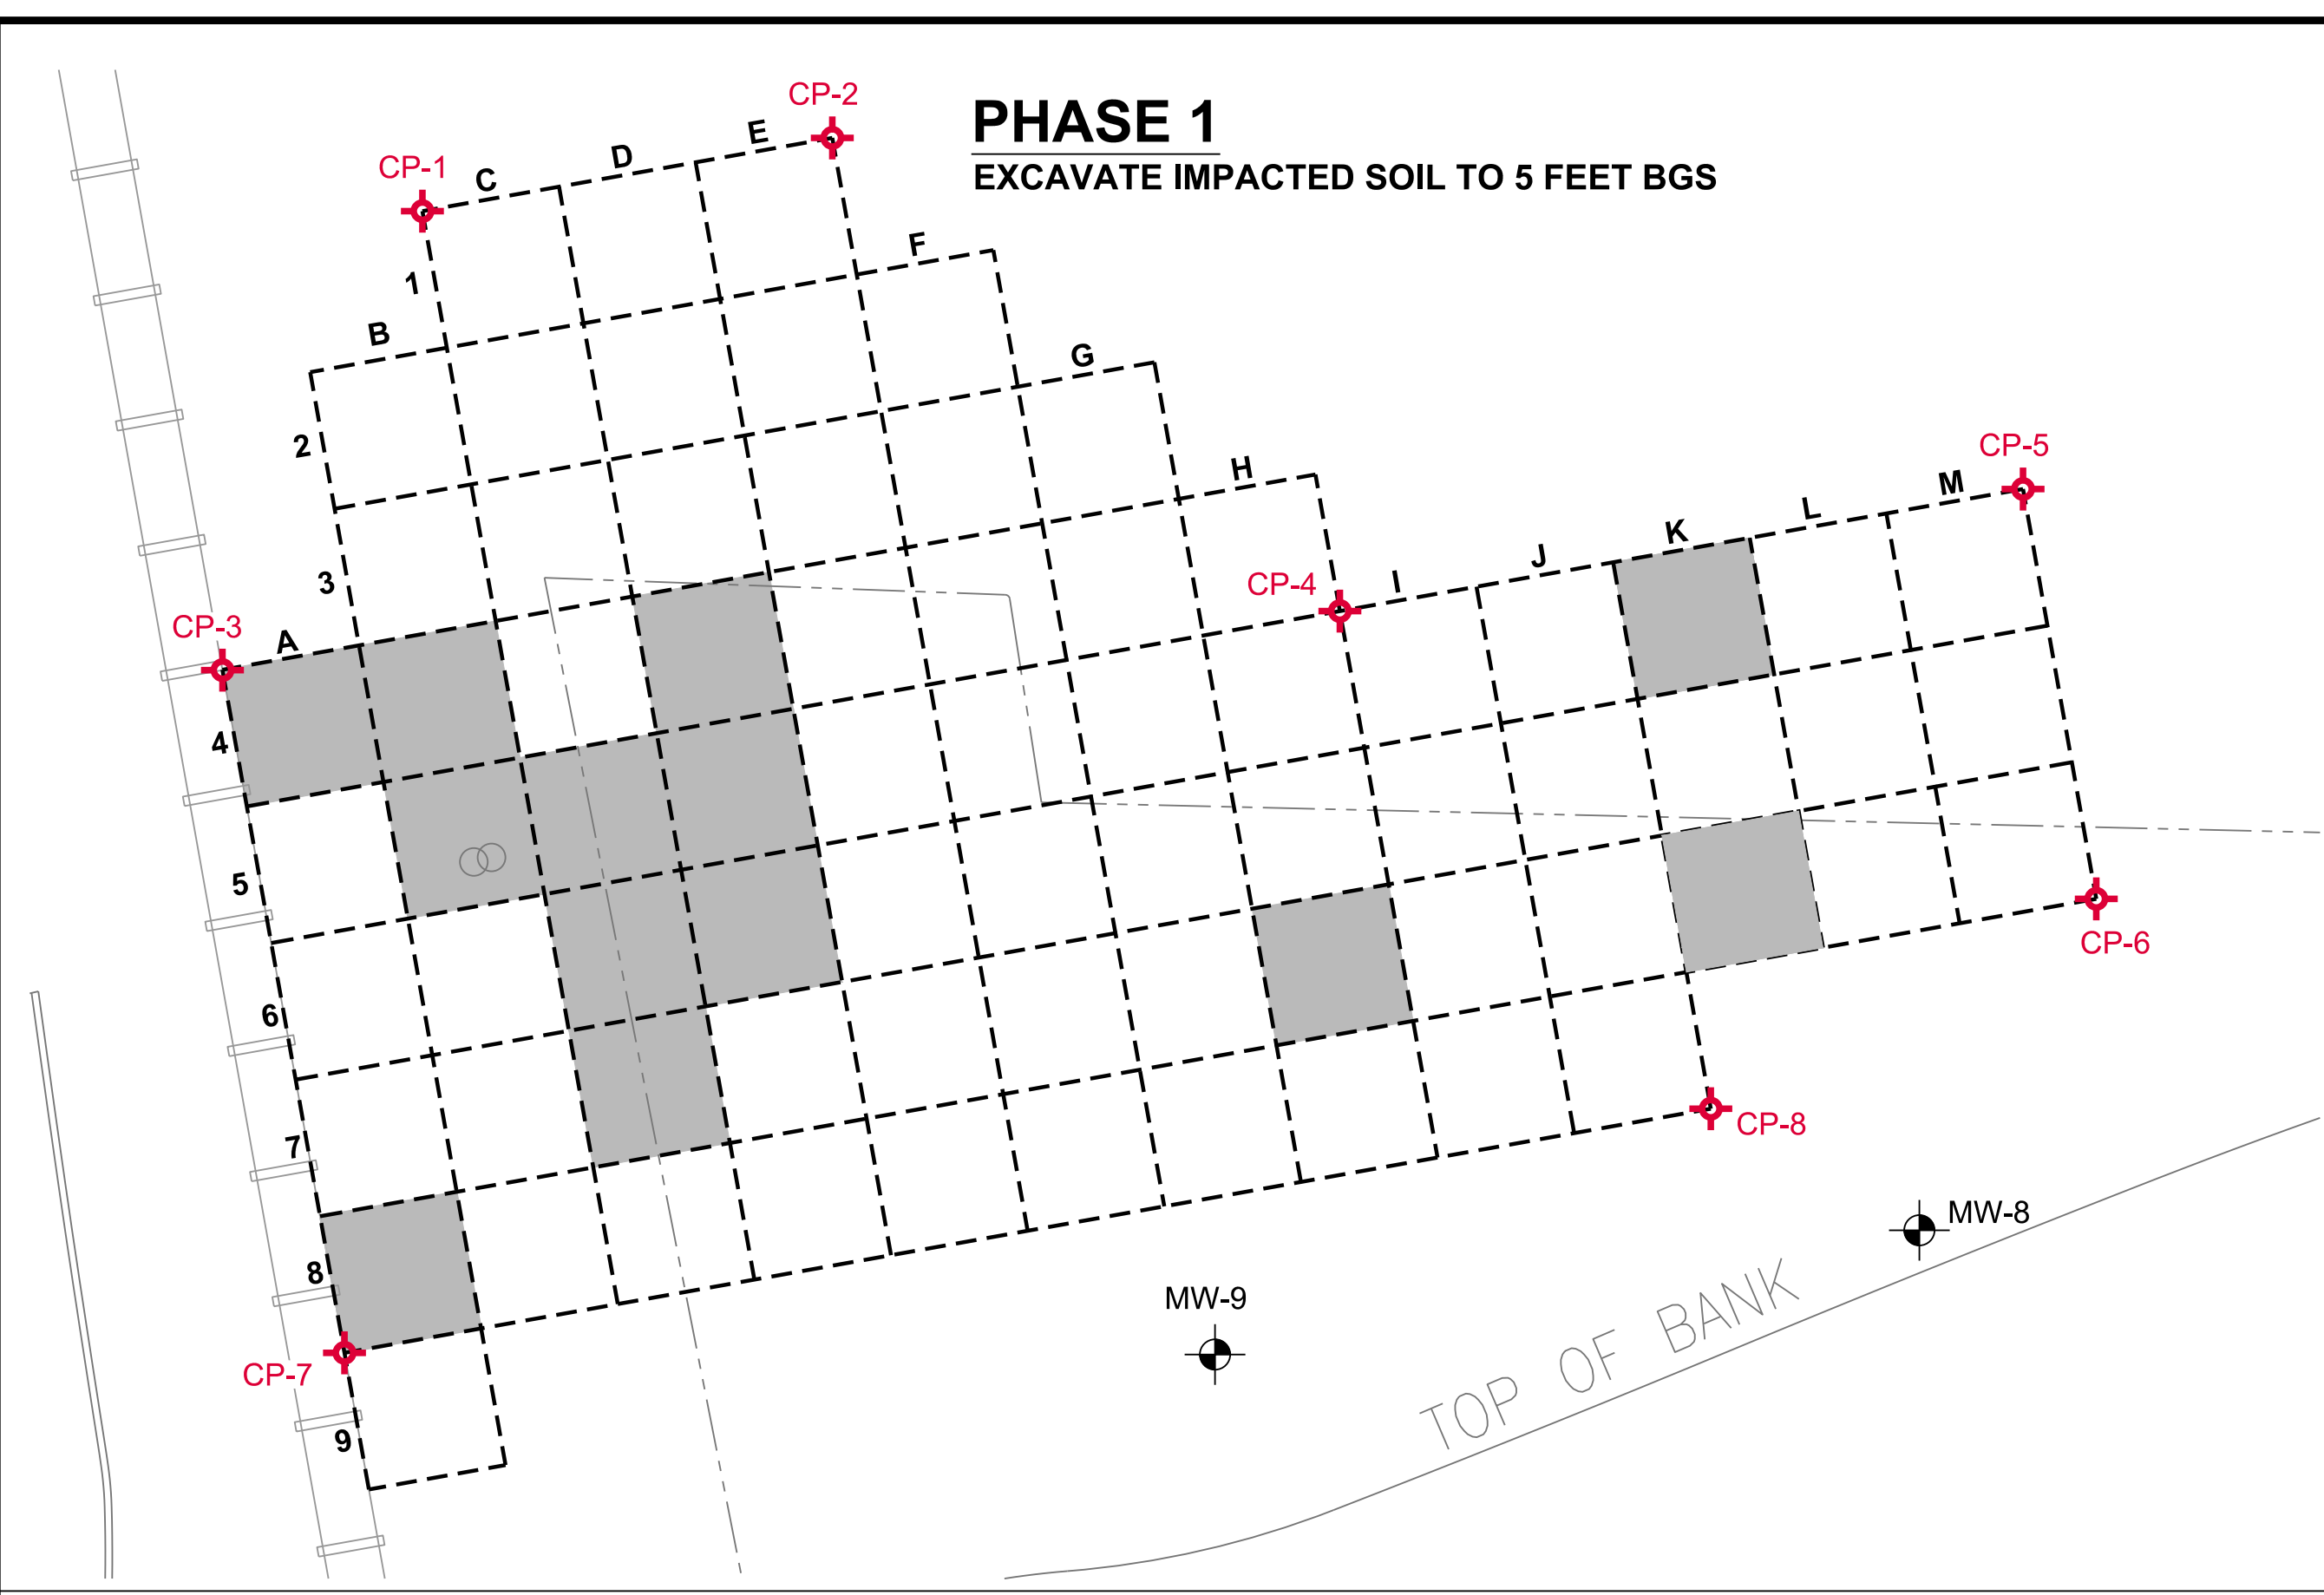 CP-2
PHASE 1
E
D
CP-1
C
EXCAVATE IMPACTED SOIL TO 5 FEET BGS
F
1
B
G
2
H
CP-5
M
L
K
J
I
CP-4
3
CP-3
A
4
5
CP-6
6
CP-8
7
MW-8
8
MW-9
TOP OF BANK
CP-7
9